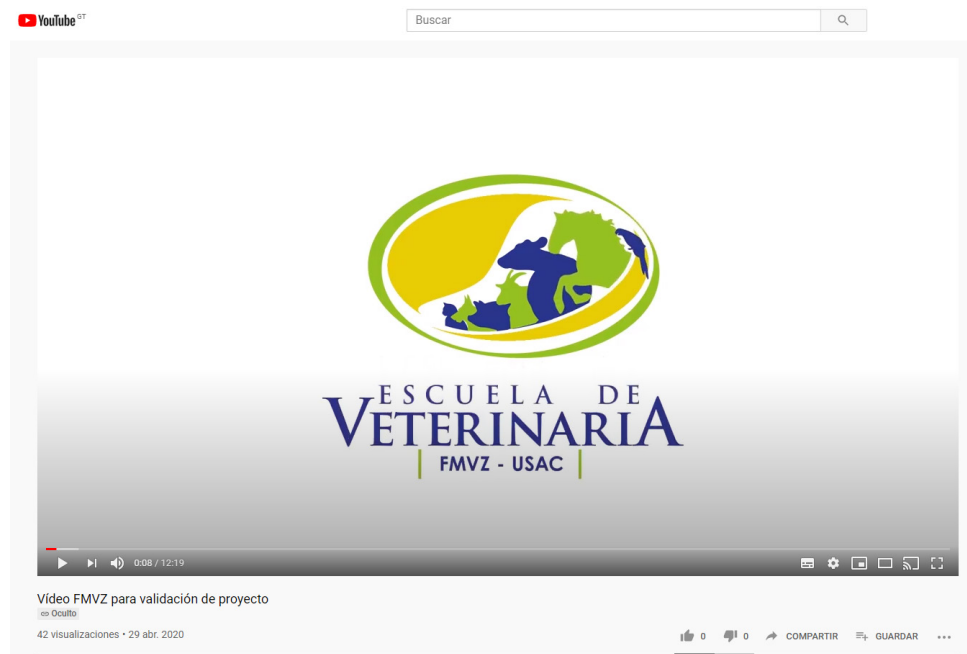 YouTube GT
Buscar
ESCUELA DE
VETERINARIA
FMVZ - USAC
0:08 / 12:19
Vídeo FMVZ para validación de proyecto
Oculto
42 visualizaciones • 29 abr. 2020
0 0 COMPARTIR GUARDAR